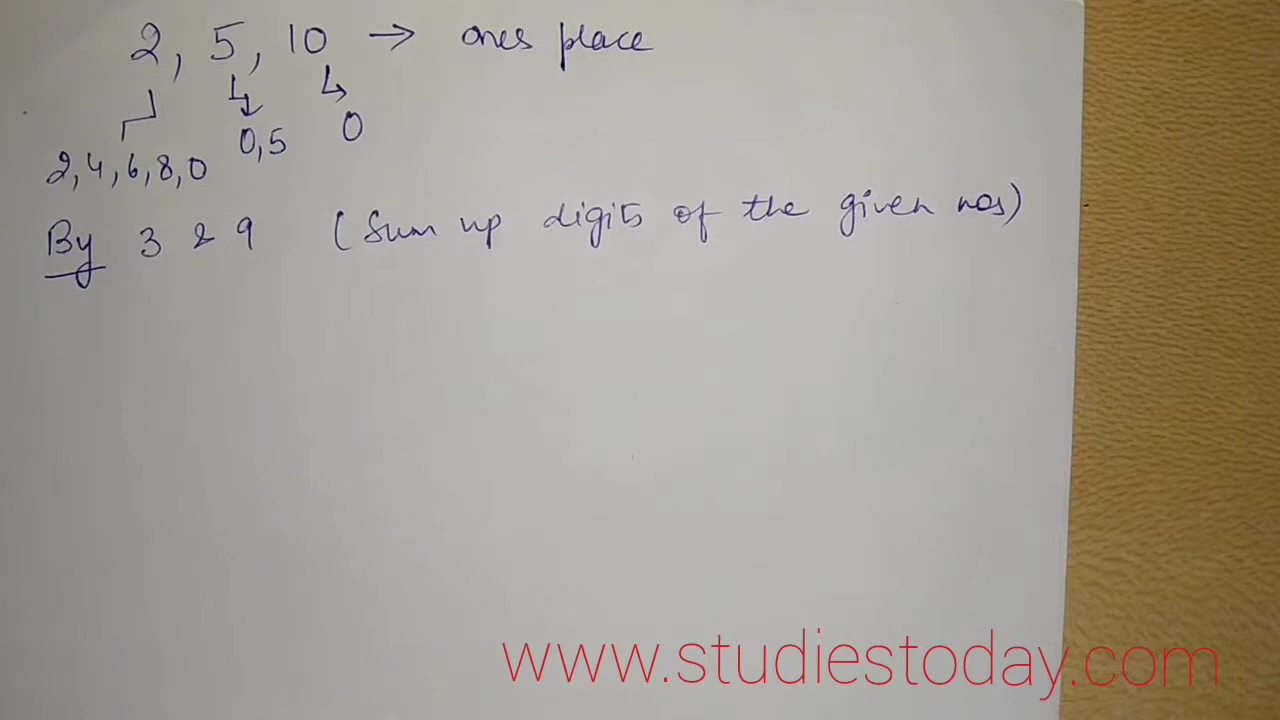 2, 5, 10 → ones place
2,4,6,8,0 0,5 0
By 3 & 9 (Sum up digits of the given nos)
www.studiestoday.com